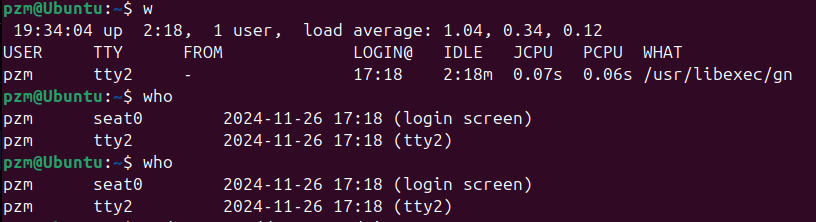 pzm@Ubuntu:~$ w
 19:34:04 up  2:18,  1 user,  load average: 1.04, 0.34, 0.12
USER     TTY      FROM             LOGIN@   IDLE   JCPU   PCPU  WHAT
pzm      tty2     -                17:18    2:18m  0.07s  0.06s /usr/libexec/gn
pzm@Ubuntu:~$ who
pzm      seat0        2024-11-26 17:18 (login screen)
pzm      tty2         2024-11-26 17:18 (tty2)
pzm@Ubuntu:~$ who
pzm      seat0        2024-11-26 17:18 (login screen)
pzm      tty2         2024-11-26 17:18 (tty2)